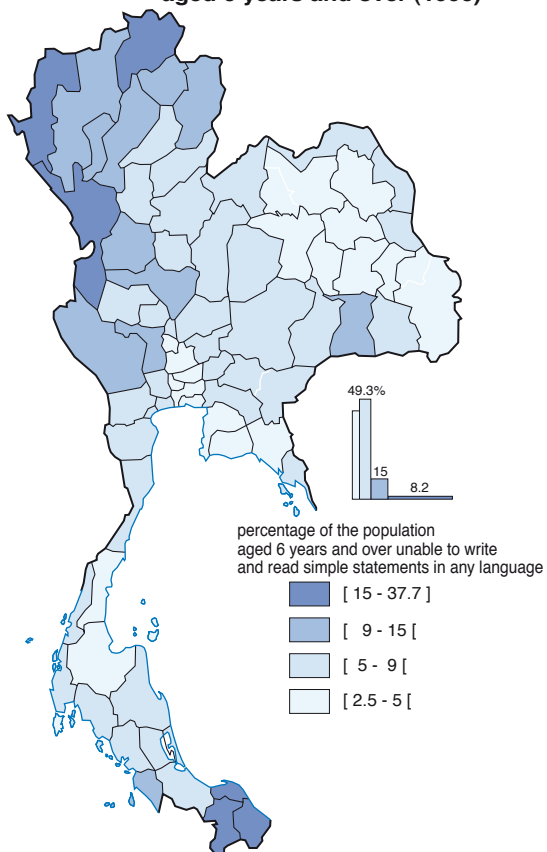 49.3%
15
8.2
percentage of the population
aged 6 years and over unable to write
and read simple statements in any language
[ 15 - 37.7 ]
[ 9 - 15 [
[ 5 - 9 [
[ 2.5 - 5 [